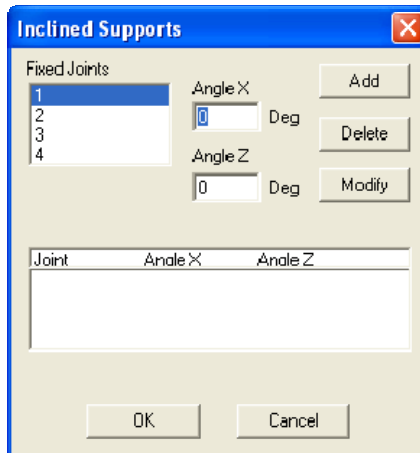 Inclined Supports
Fixed Joints
1
2
3
4
Angle X
0 Deg
Angle Z
0 Deg
Add
Delete
Modify
Joint Angle X Angle Z
OK Cancel